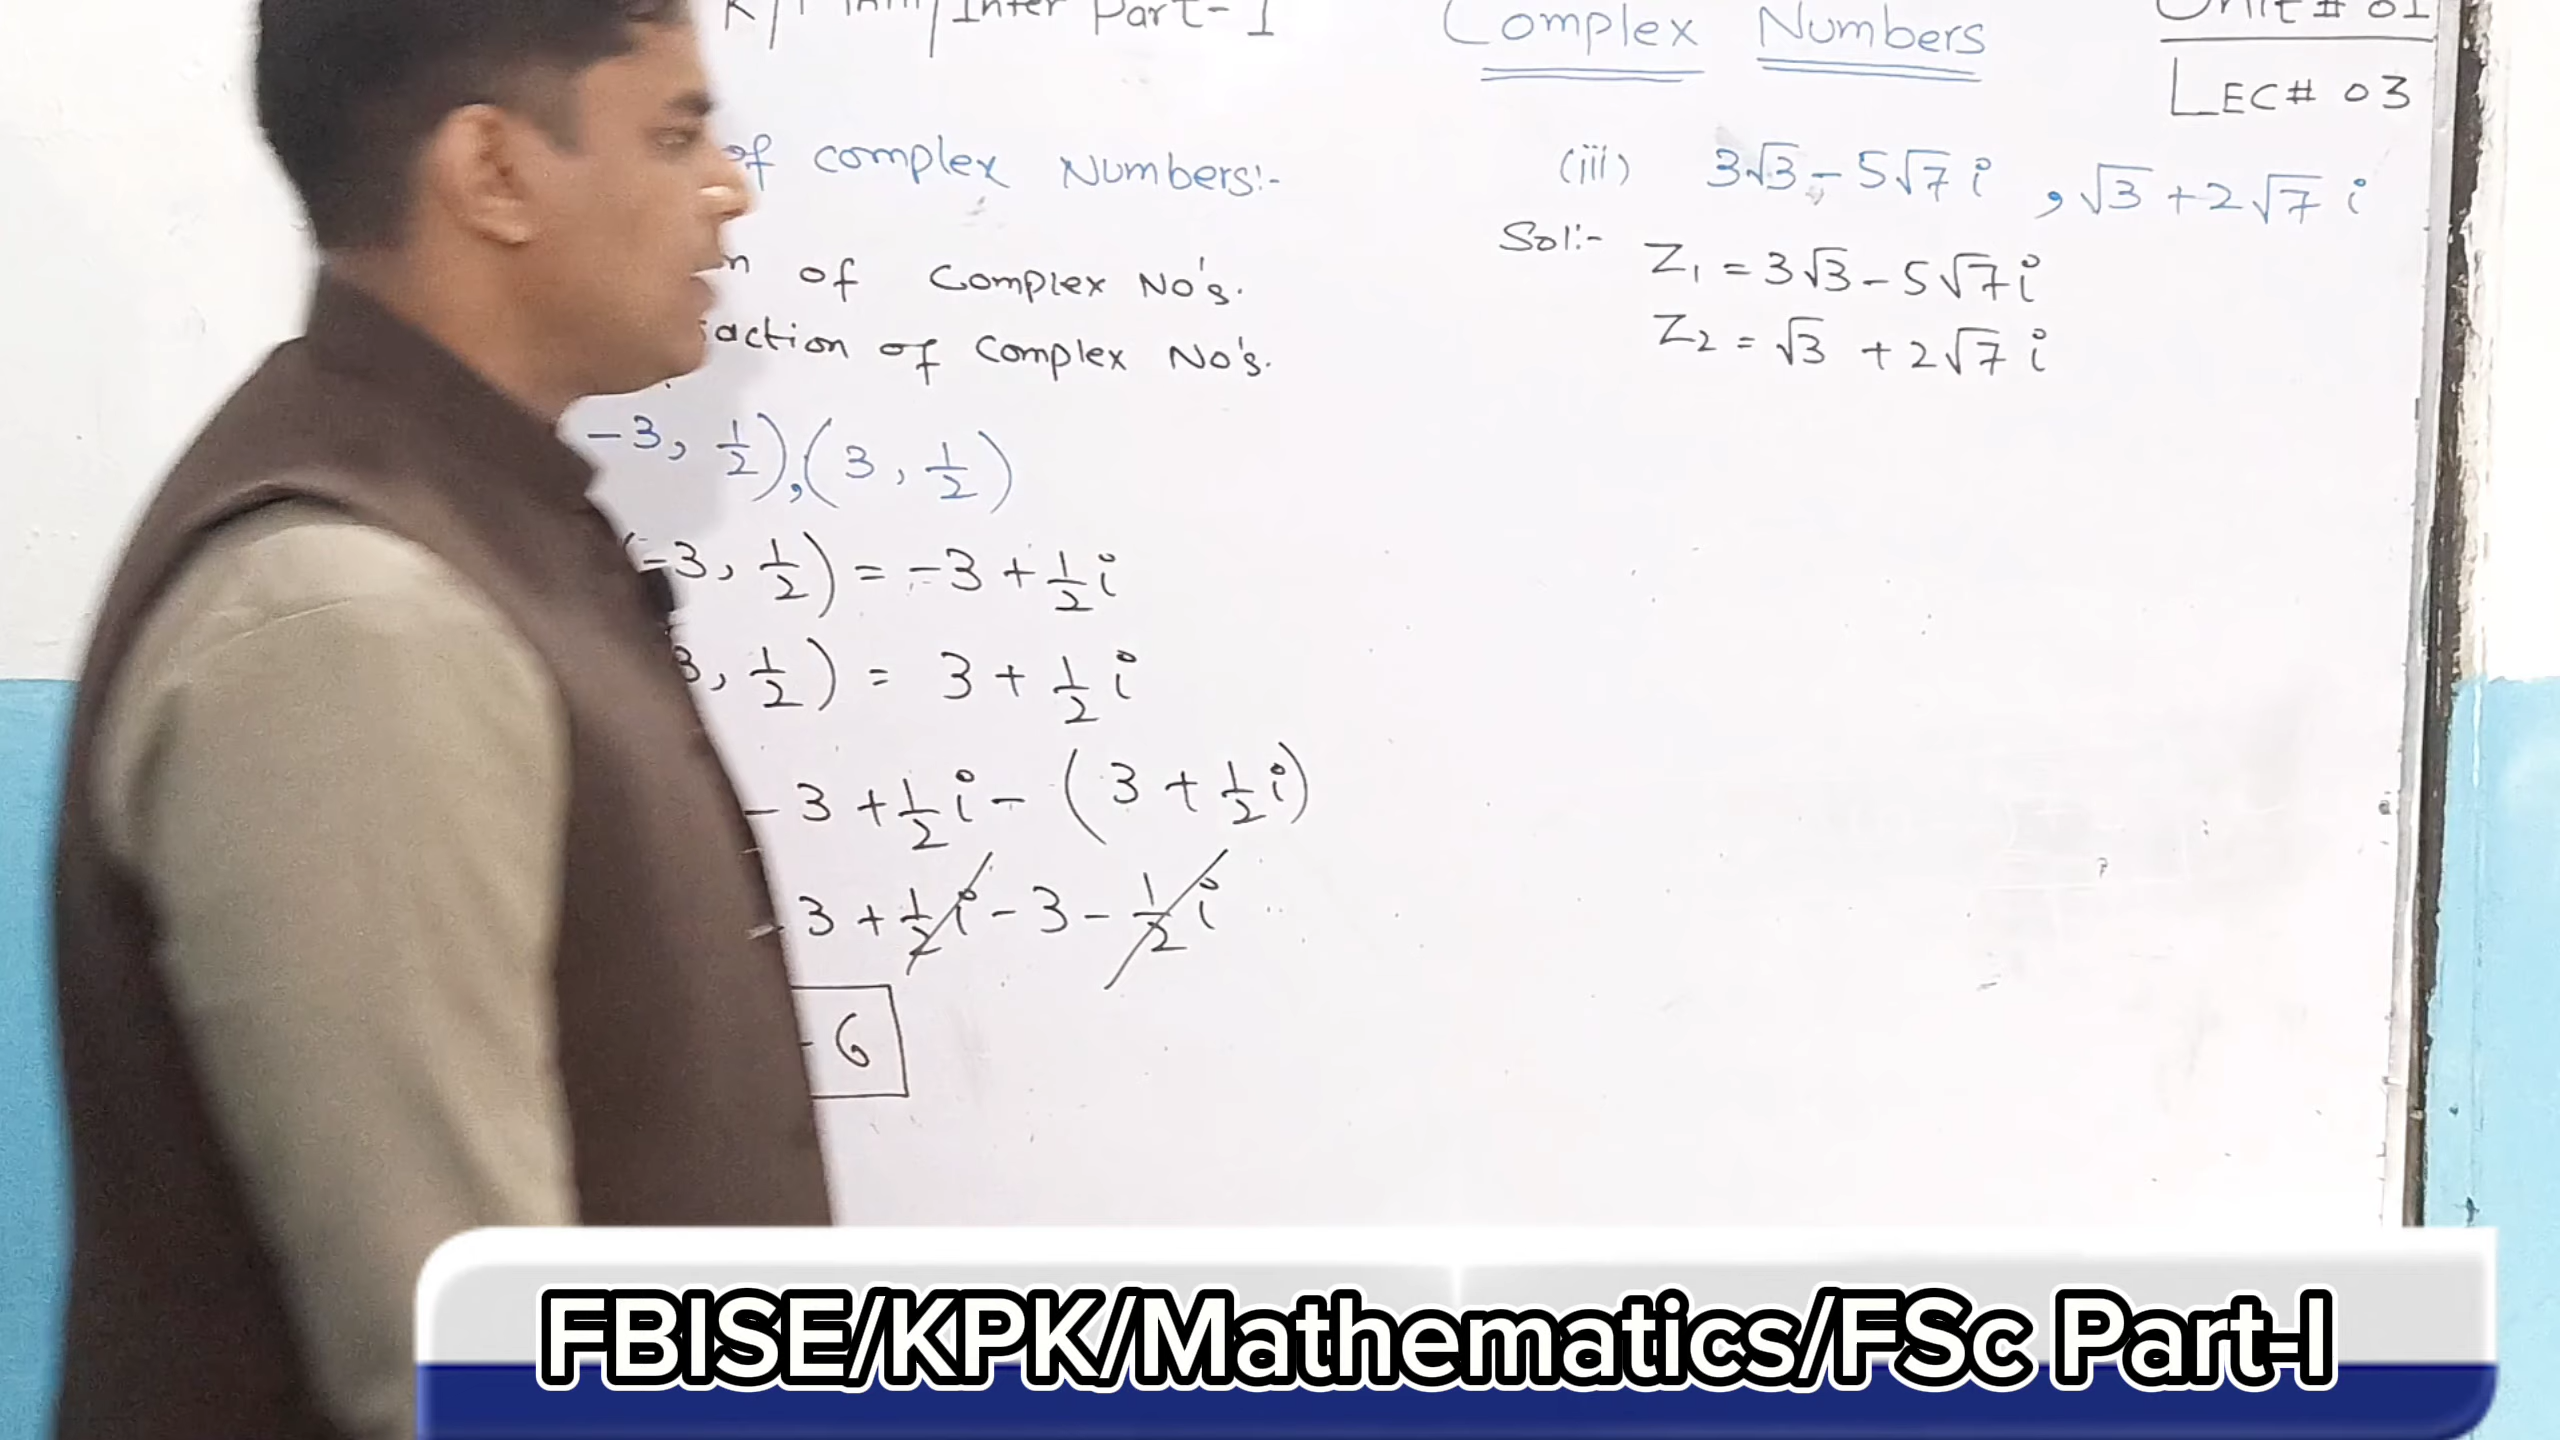 Inter Part-I
Complex Numbers
Unit # 01
LEC# 03
of complex Numbers:-
of Complex No's.
of Complex No's.
-3, 1/2),(3, 1/2)
-3, 1/2) = -3 + 1/2 i
3, 1/2) = 3 + 1/2 i
- 3 + 1/2 i - (3 + 1/2 i)
3 + 1/2 i - 3 - 1/2 i
- 6
(iii) 3√3 - 5√7 i , √3 + 2√7 i
Sol:- Z₁ = 3√3 - 5√7 i
Z₂ = √3 + 2√7 i
FBISE/KPK/Mathematics/FSc Part-I